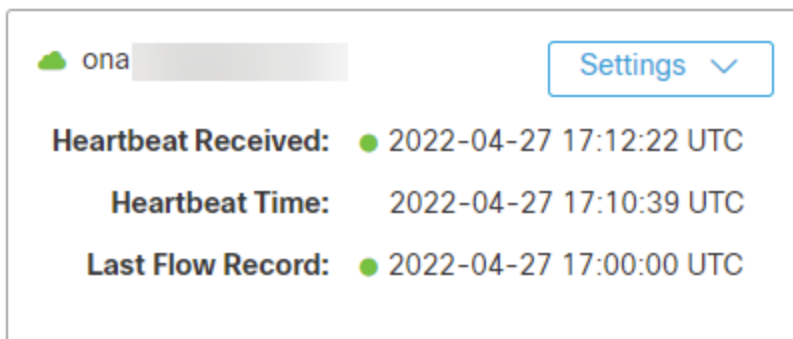 ona
Settings
Heartbeat Received: 2022-04-27 17:12:22 UTC
Heartbeat Time: 2022-04-27 17:10:39 UTC
Last Flow Record: 2022-04-27 17:00:00 UTC